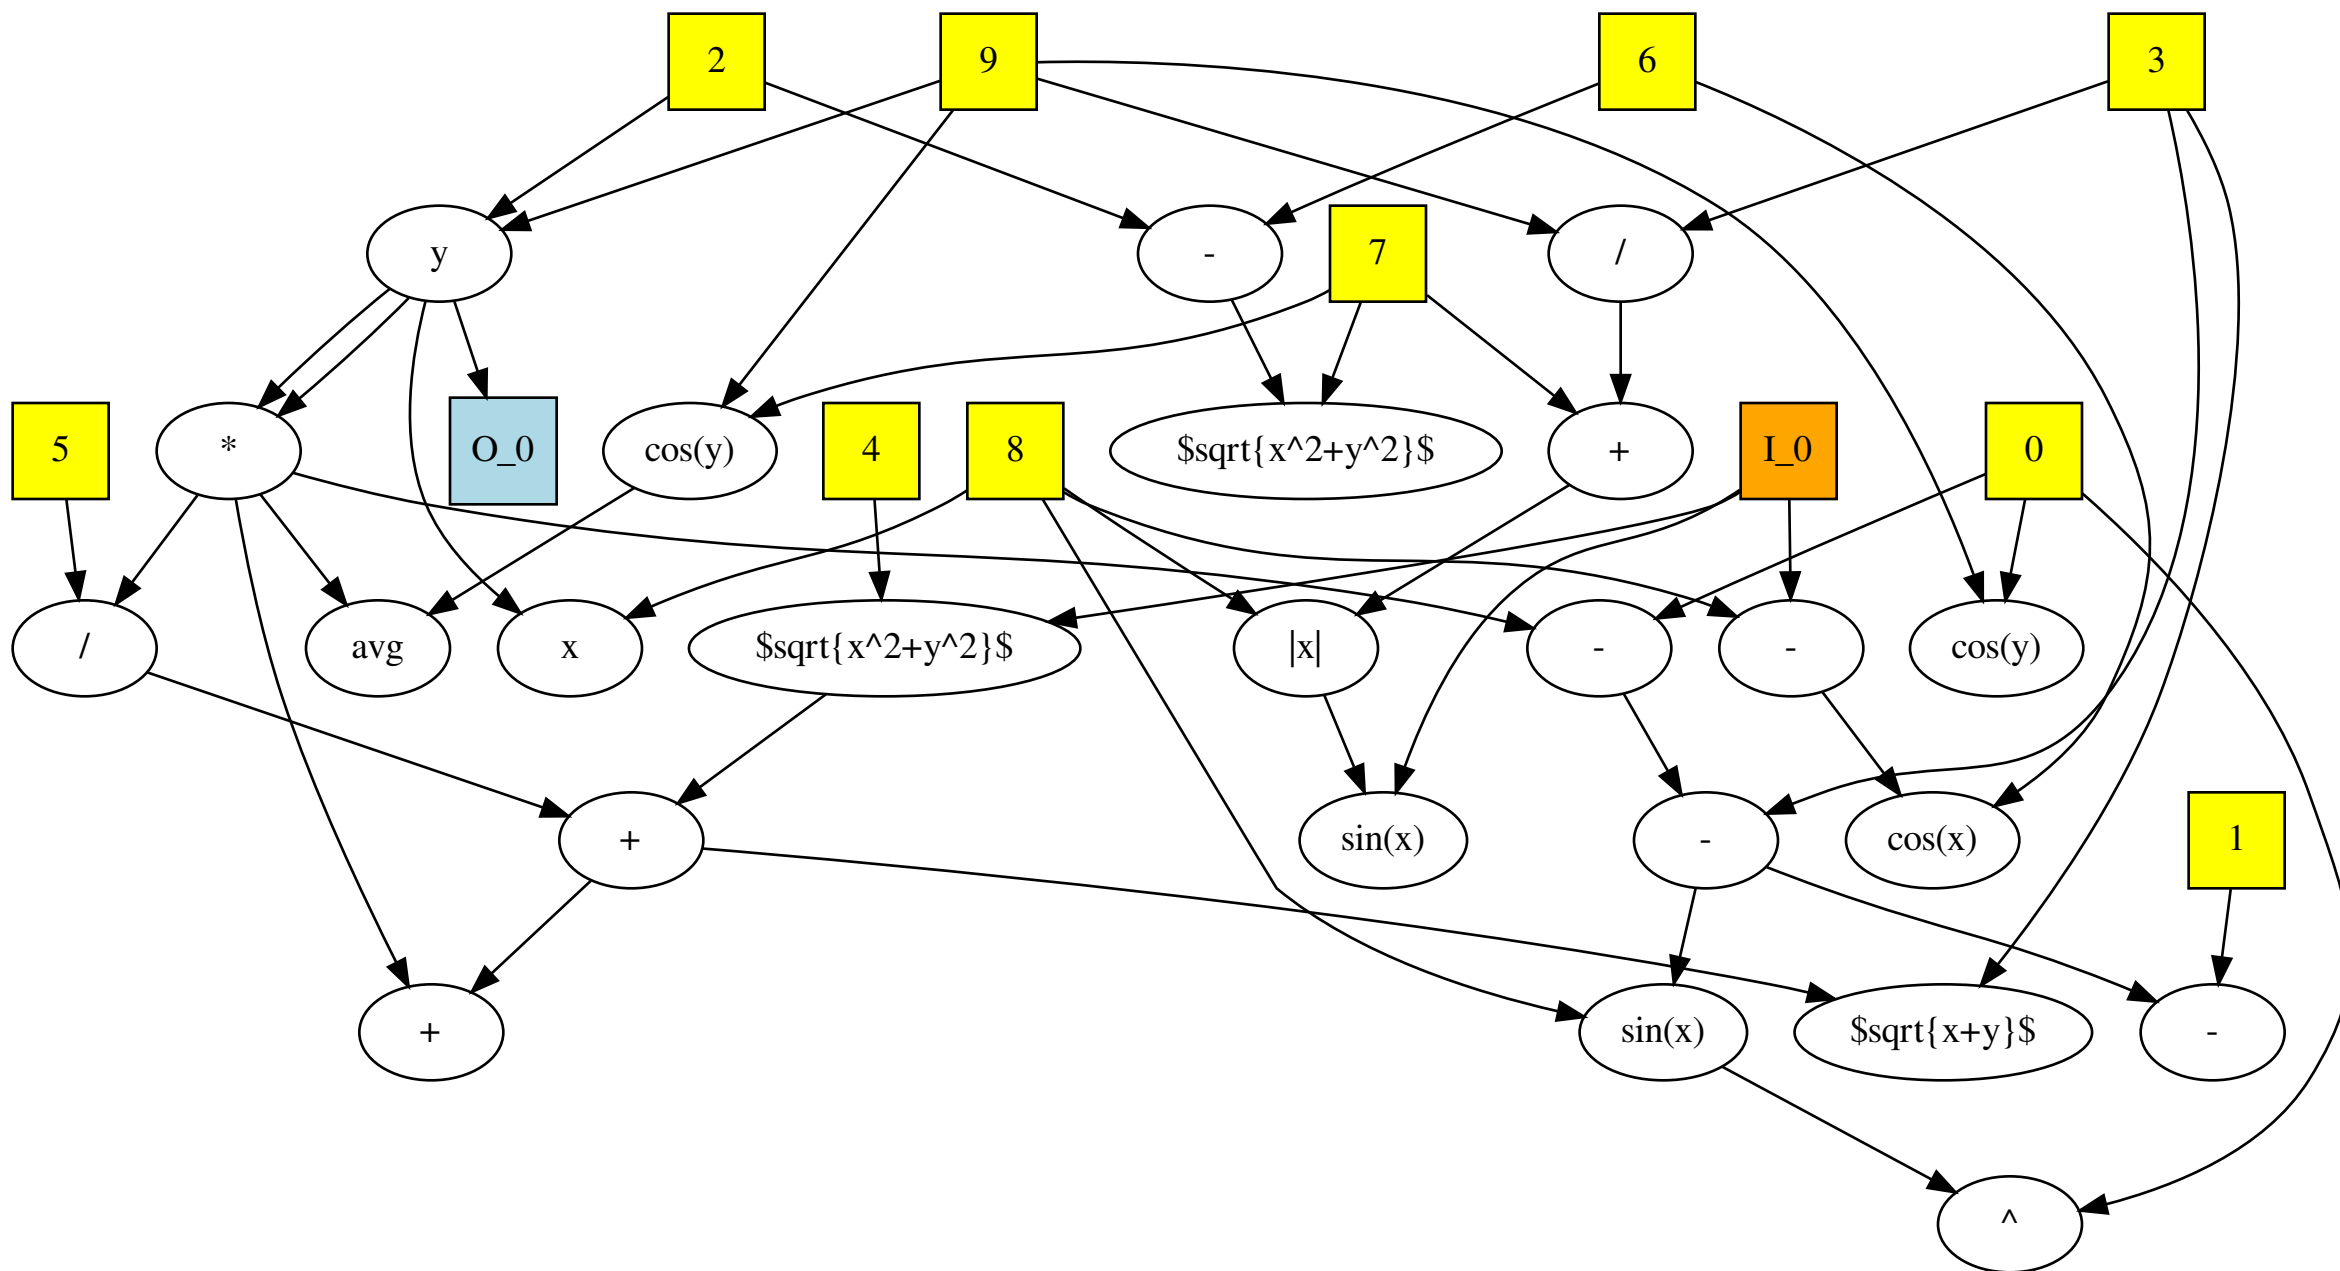 2
9
6
3
y
-
7
/
5
*
O_0
cos(y)
4
8
$sqrt{x^2+y^2}$
+
I_0
0
/
avg
x
$sqrt{x^2+y^2}$
|x|
-
-
cos(y)
+
sin(x)
-
cos(x)
1
+
sin(x)
$sqrt{x+y}$
-
^